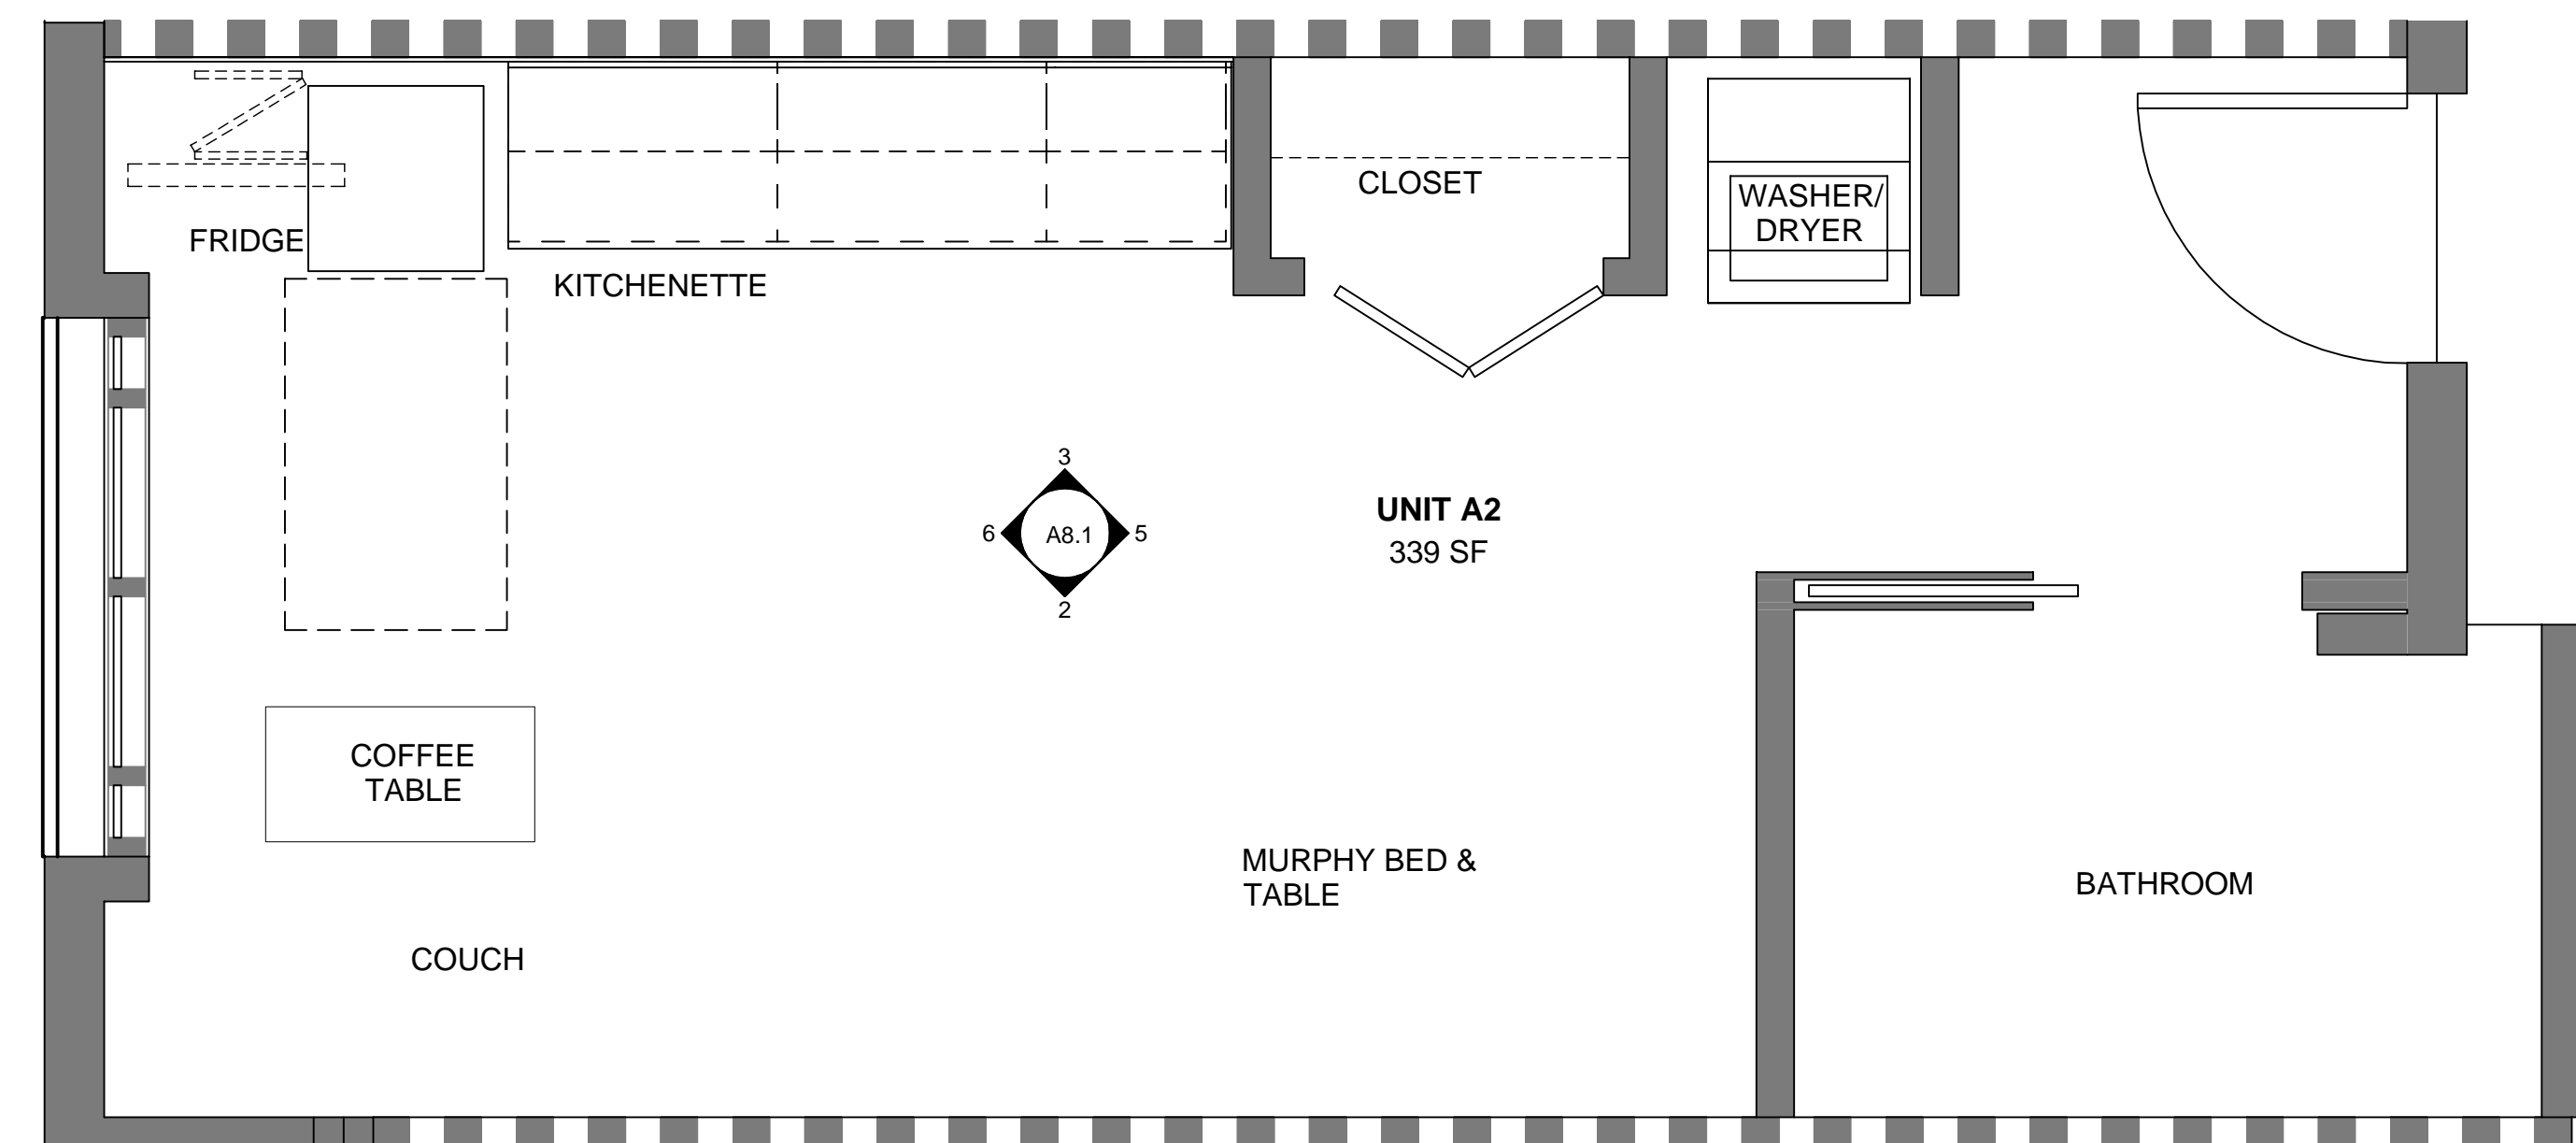 CLOSET
WASHER/
DRYER
FRIDGE
KITCHENETTE
3
6
A8.1
5
2
UNIT A2
339 SF
COFFEE
TABLE
MURPHY BED &
TABLE
BATHROOM
COUCH